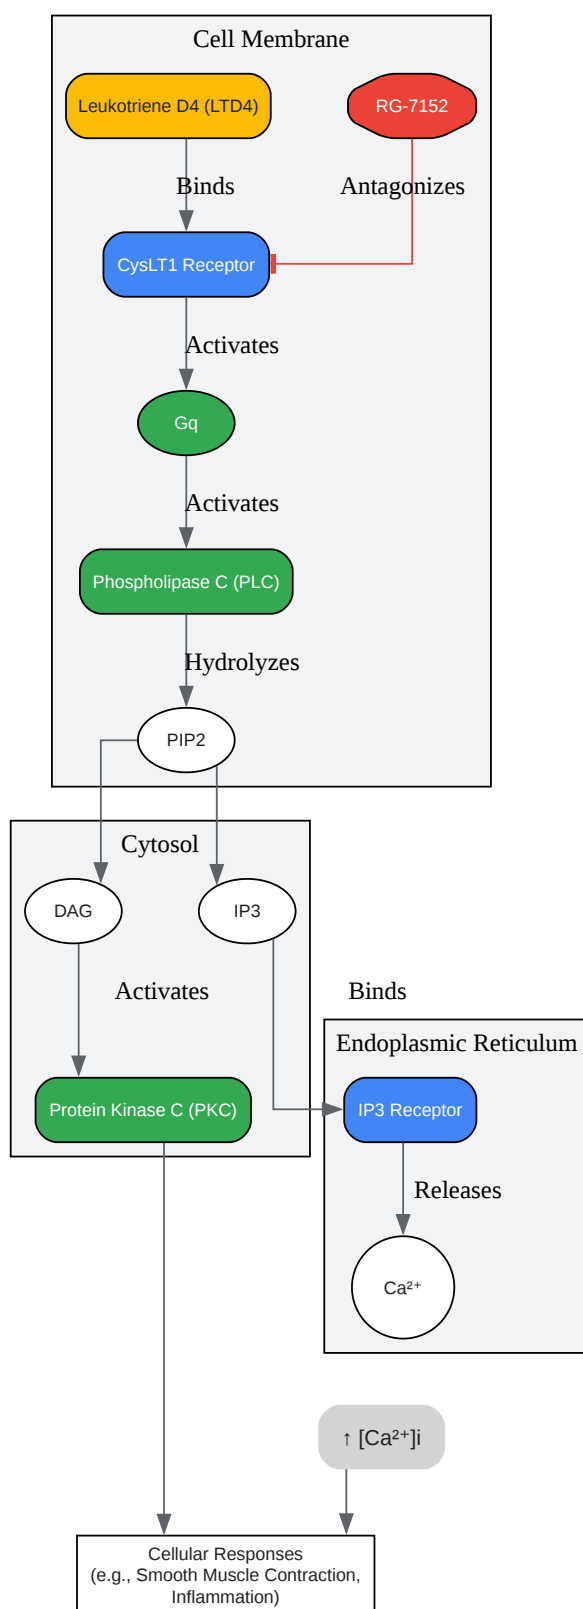 Cell Membrane
Leukotriene D4 (LTD4)
RG-7152
Binds
Antagonizes
CysLT1 Receptor
Activates
Gq
Activates
Phospholipase C (PLC)
Hydrolyzes
PIP2
Cytosol
DAG
IP3
Activates
Binds
Endoplasmic Reticulum
Protein Kinase C (PKC)
IP3 Receptor
Releases
Ca²⁺
↑ [Ca²⁺]i
Cellular Responses
(e.g., Smooth Muscle Contraction,
Inflammation)